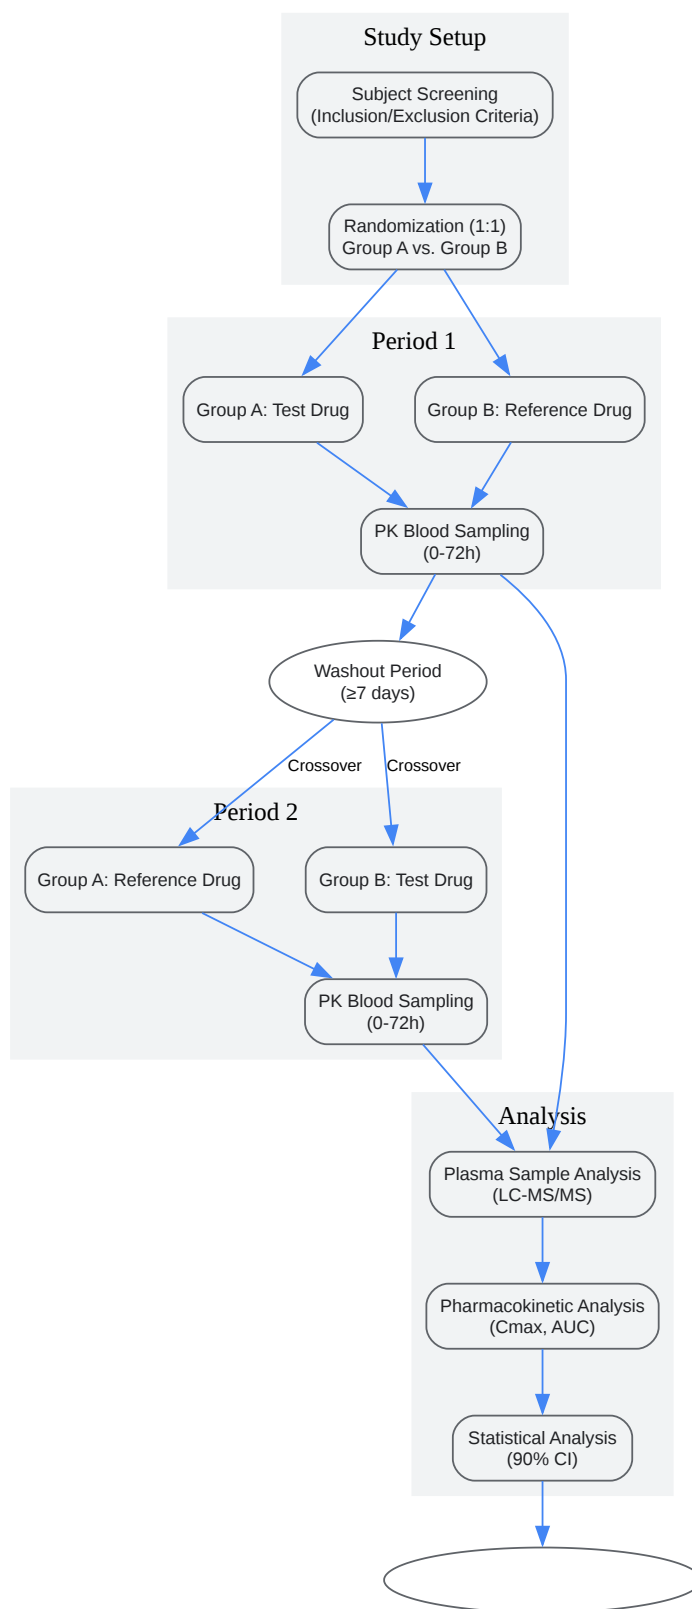 Study Setup
Subject Screening
(Inclusion/Exclusion Criteria)
Randomization (1:1)
Group A vs. Group B
Period 1
Group A: Test Drug
Group B: Reference Drug
PK Blood Sampling
(0-72h)
Washout Period
(≥7 days)
Crossover
Crossover
Period 2
Group A: Reference Drug
Group B: Test Drug
PK Blood Sampling
(0-72h)
Analysis
Plasma Sample Analysis
(LC-MS/MS)
Pharmacokinetic Analysis
(Cmax, AUC)
Statistical Analysis
(90% CI)